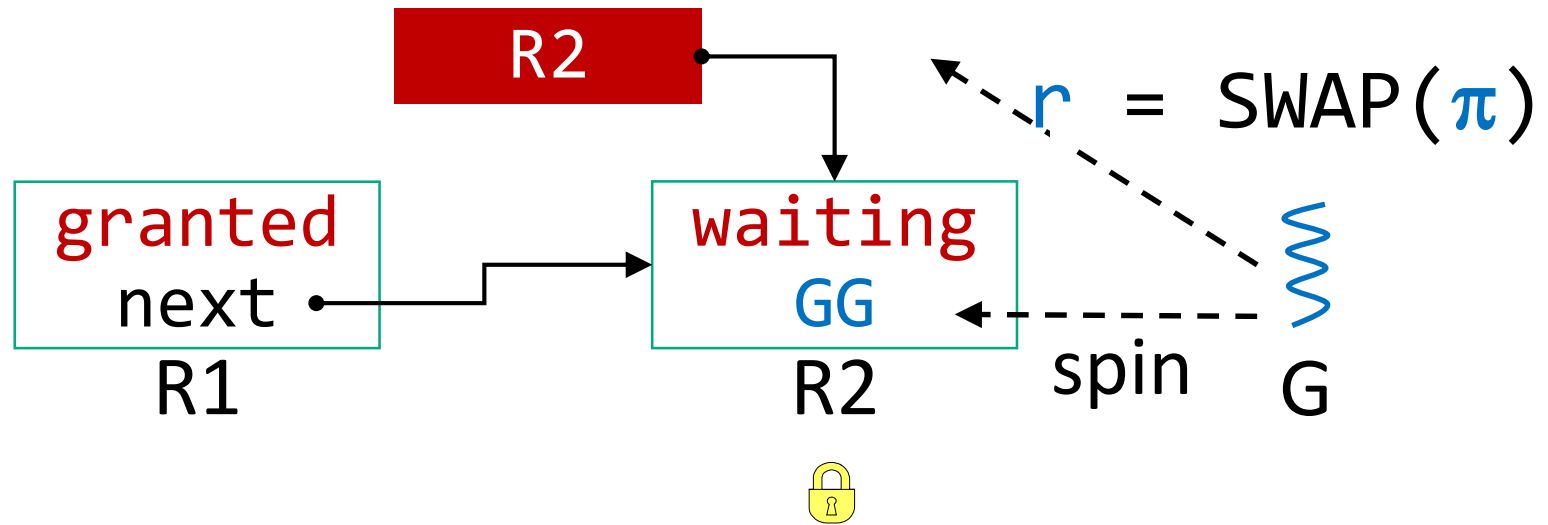 R2
r = SWAP(π)
granted
next
R1
waiting
GG
R2
spin
G